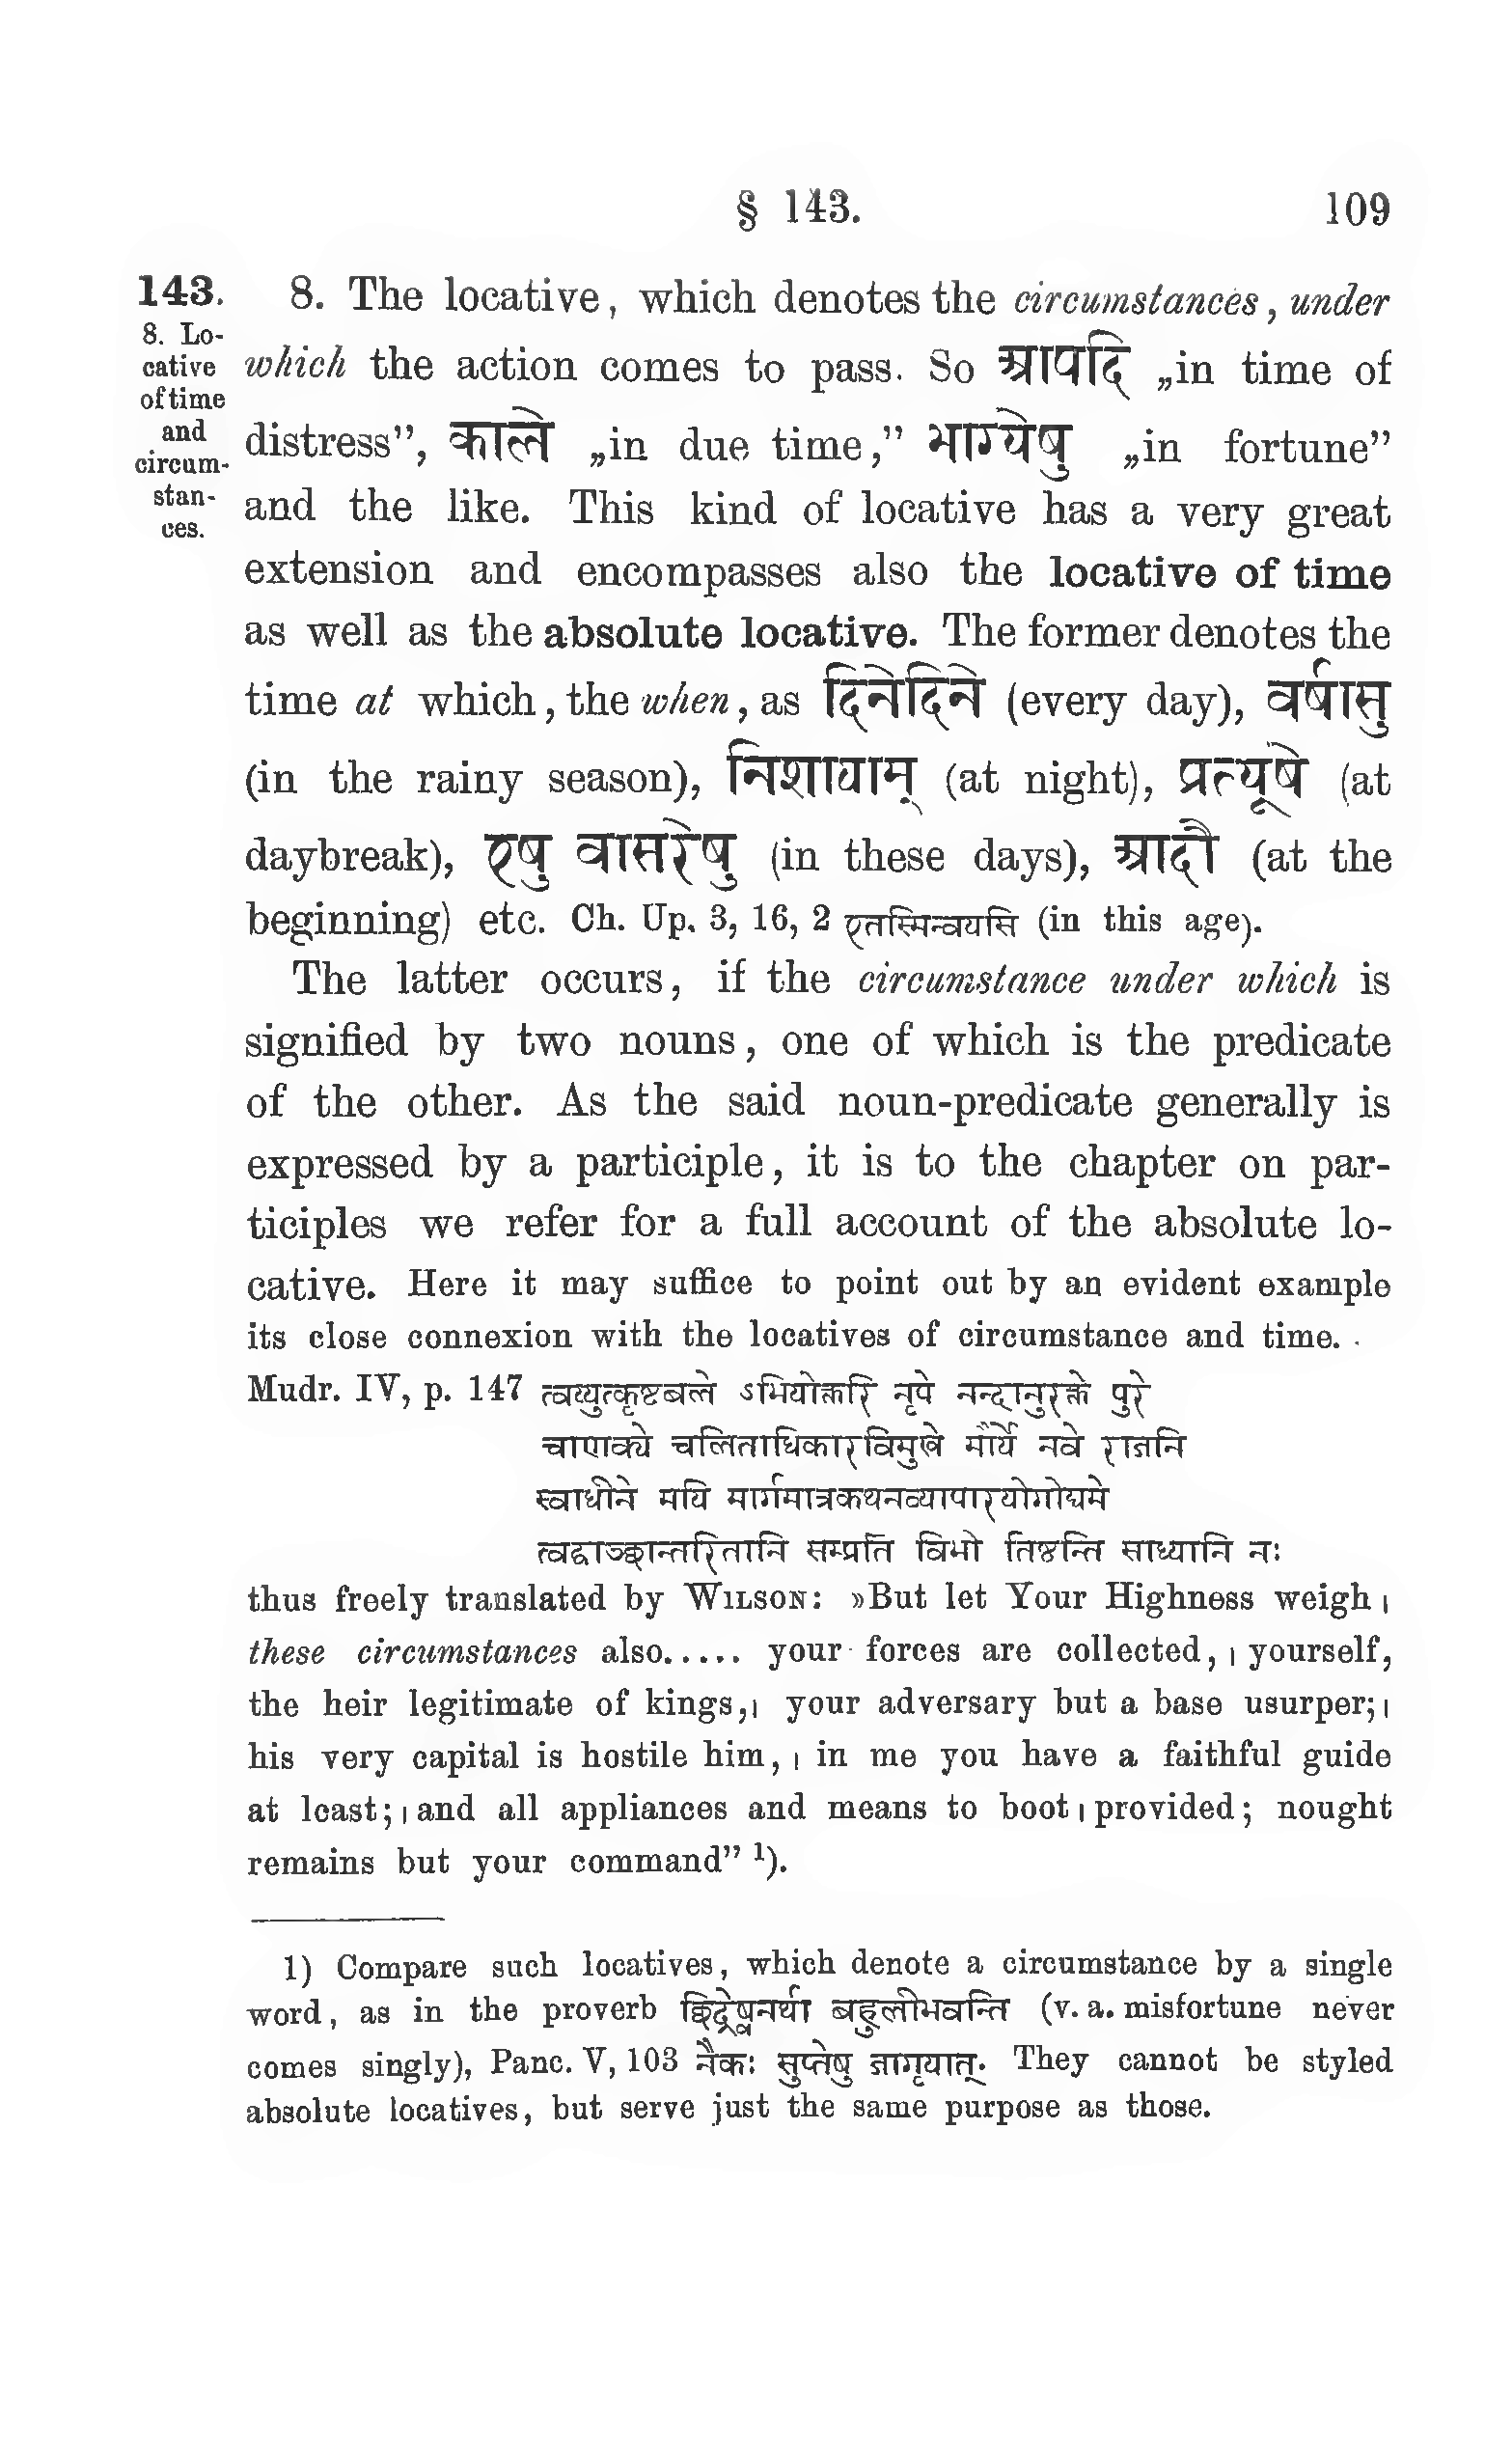 § 143. 109
143. 8. The locative, which denotes the circumstances, under
8. Lo-
cative
of time
and
circum-
stan-
ces.
which the action comes to pass. So आपदि „in time of
distress”, काले „in due time,” भाग्येषु „in fortune”
and the like. This kind of locative has a very great
extension and encompasses also the locative of time
as well as the absolute locative. The former denotes the
time at which, the when, as दिनेदिने (every day), वर्षासु
(in the rainy season), निशायाम् (at night), प्रत्यूषे (at
daybreak), एषु वासरेषु (in these days), आदौ (at the
beginning) etc. Ch. Up. 3, 16, 2 एतस्मिन्वयसि (in this age).
The latter occurs, if the circumstance under which is
signified by two nouns, one of which is the predicate
of the other. As the said noun-predicate generally is
expressed by a participle, it is to the chapter on par-
ticiples we refer for a full account of the absolute lo-
cative. Here it may suffice to point out by an evident example
its close connexion with the locatives of circumstance and time.
Mudr. IV, p. 147 त्वय्युत्कृष्टबले ऽभियोक्तरि नृपे नन्दानुरक्ते पुरे
चाणक्ये चलिताधिकारविमुखे मौर्ये नवे राजनि
स्वाधीने मयि मार्गमात्रकथनव्यापारयोगोद्यमे
त्वद्वाञ्छान्तरितानि सम्प्रति विभो तिष्ठन्ति साध्यानि नः
thus freely translated by Wilson: »But let Your Highness weigh |
these circumstances also..... your forces are collected, | yourself,
the heir legitimate of kings,| your adversary but a base usurper;|
his very capital is hostile him, | in me you have a faithful guide
at least;| and all appliances and means to boot | provided; nought
remains but your command” ¹).
1) Compare such locatives, which denote a circumstance by a single
word, as in the proverb छिद्रेष्वनर्था बहुलीभवन्ति (v. a. misfortune never
comes singly), Panc. V, 103 नैकः सुप्तेषु जागृयात्. They cannot be styled
absolute locatives, but serve just the same purpose as those.